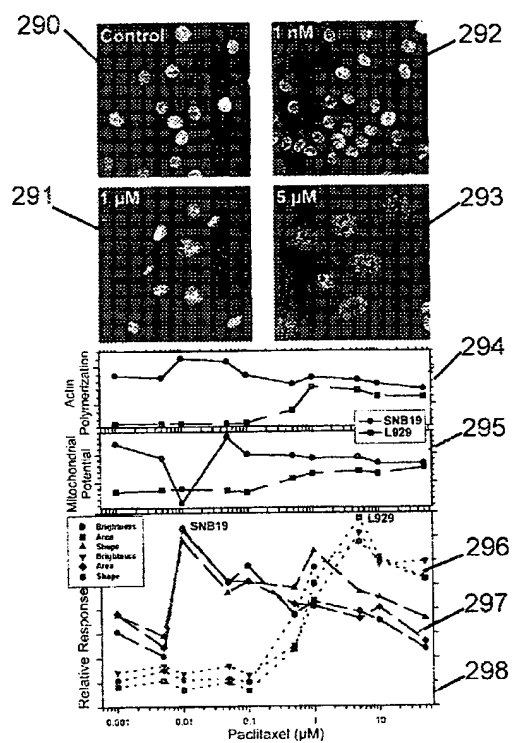 290
Control
1 nM
292
291
1 µM
5 µM
293
294
Actin
Polymerization
SNB19
L929
295
Mitochondrial
Potential
Brightness
Area
Shape
Brightness
Area
Shape
SNB19
L929
296
297
298
Relative Response
0.001
0.01
0.1
1
10
Paclitaxel (µM)